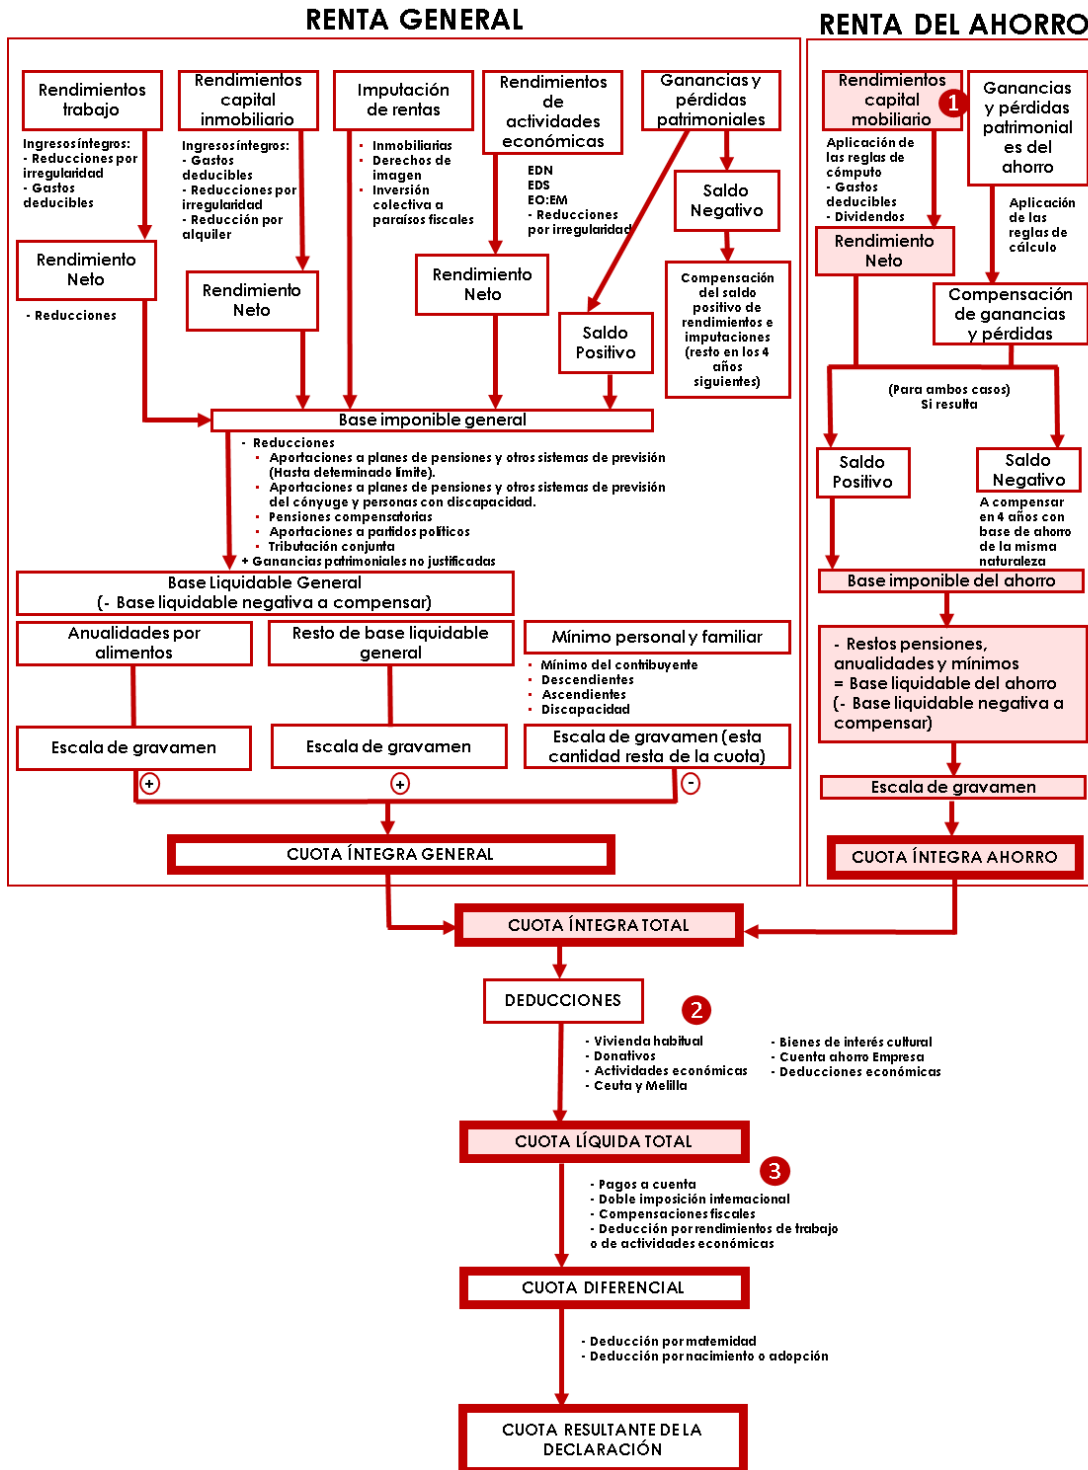 RENTA GENERAL
RENTA DEL AHORRO
Rendimientos
trabajo
Ingresos íntegros:
- Reducciones por
irregularidad
- Gastos
deducibles
Rendimiento
Neto
- Reducciones
Rendimientos
capital
inmobiliario
Ingresos íntegros:
- Gastos
deducibles
- Reducciones por
irregularidad
- Reducción por
alquiler
Rendimiento
Neto
Imputación
de rentas
▪ Inmobiliarias
▪ Derechos de
imagen
▪ Inversión
colectiva a
paraísos fiscales
Rendimientos
de
actividades
económicas
EDN
EDS
EO:EM
- Reducciones
por irregularidad
Rendimiento
Neto
Ganancias y
pérdidas
patrimoniales
Saldo
Negativo
Compensación
del saldo
positivo de
rendimientos e
imputaciones
(resto en los 4
años
siguientes)
Saldo
Positivo
Base imponible general
- Reducciones
▪ Aportaciones a planes de pensiones y otros sistemas de previsión
(Hasta determinado límite).
▪ Aportaciones a planes de pensiones y otros sistemas de previsión
del cónyuge y personas con discapacidad.
▪ Pensiones compensatorias
▪ Aportaciones a partidos políticos
▪ Tributación conjunta
+ Ganancias patrimoniales no justificadas
Base Liquidable General
(- Base liquidable negativa a compensar)
Anualidades por
alimentos
Resto de base liquidable
general
Mínimo personal y familiar
▪ Mínimo del contribuyente
▪ Descendientes
▪ Ascendientes
▪ Discapacidad
Escala de gravamen
Escala de gravamen
Escala de gravamen (esta
cantidad resta de la cuota)
+
+
-
CUOTA ÍNTEGRA GENERAL
Rendimientos
capital
mobiliario
1
Aplicación de
las reglas de
cómputo
- Gastos
deducibles
- Dividendos
Rendimiento
Neto
Ganancias
y pérdidas
patrimonial
es del
ahorro
Aplicación
de las
reglas de
cálculo
Compensación
de ganancias
y pérdidas
(Para ambos casos)
Si resulta
Saldo
Positivo
Saldo
Negativo
A compensar
en 4 años con
base de ahorro
de la misma
naturaleza
Base imponible del ahorro
- Restos pensiones,
anualidades y mínimos
= Base liquidable del ahorro
(- Base liquidable negativa a
compensar)
Escala de gravamen
CUOTA ÍNTEGRA AHORRO
CUOTA ÍNTEGRA TOTAL
DEDUCCIONES
2
- Vivienda habitual
- Donativos
- Actividades económicas
- Ceuta y Melilla
- Bienes de interés cultural
- Cuenta ahorro Empresa
- Deducciones económicas
CUOTA LÍQUIDA TOTAL
3
- Pagos a cuenta
- Doble imposición internacional
- Compensaciones fiscales
- Deducción por rendimientos de trabajo
o de actividades económicas
CUOTA DIFERENCIAL
- Deducción por maternidad
- Deducción por nacimiento o adopción
CUOTA RESULTANTE DE LA
DECLARACIÓN